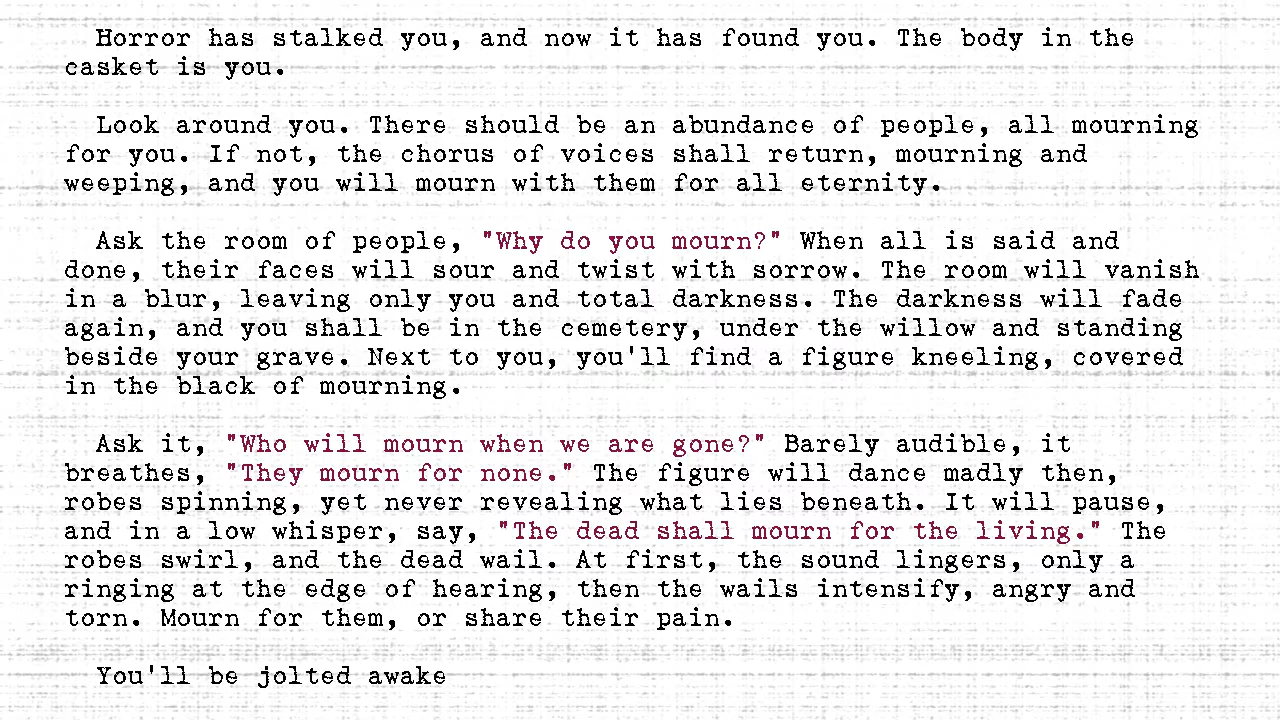 Horror has stalked you, and now it has found you. The body in the
casket is you.
Look around you. There should be an abundance of people, all mourning
for you. If not, the chorus of voices shall return, mourning and
weeping, and you will mourn with them for all eternity.
Ask the room of people, "Why do you mourn?" When all is said and
done, their faces will sour and twist with sorrow. The room will vanish
in a blur, leaving only you and total darkness. The darkness will fade
again, and you shall be in the cemetery, under the willow and standing
beside your grave. Next to you, you'll find a figure kneeling, covered
in the black of mourning.
Ask it, "Who will mourn when we are gone?" Barely audible, it
breathes, "They mourn for none." The figure will dance madly then,
robes spinning, yet never revealing what lies beneath. It will pause,
and in a low whisper, say, "The dead shall mourn for the living." The
robes swirl, and the dead wail. At first, the sound lingers, only a
ringing at the edge of hearing, then the wails intensify, angry and
torn. Mourn for them, or share their pain.
You'll be jolted awake